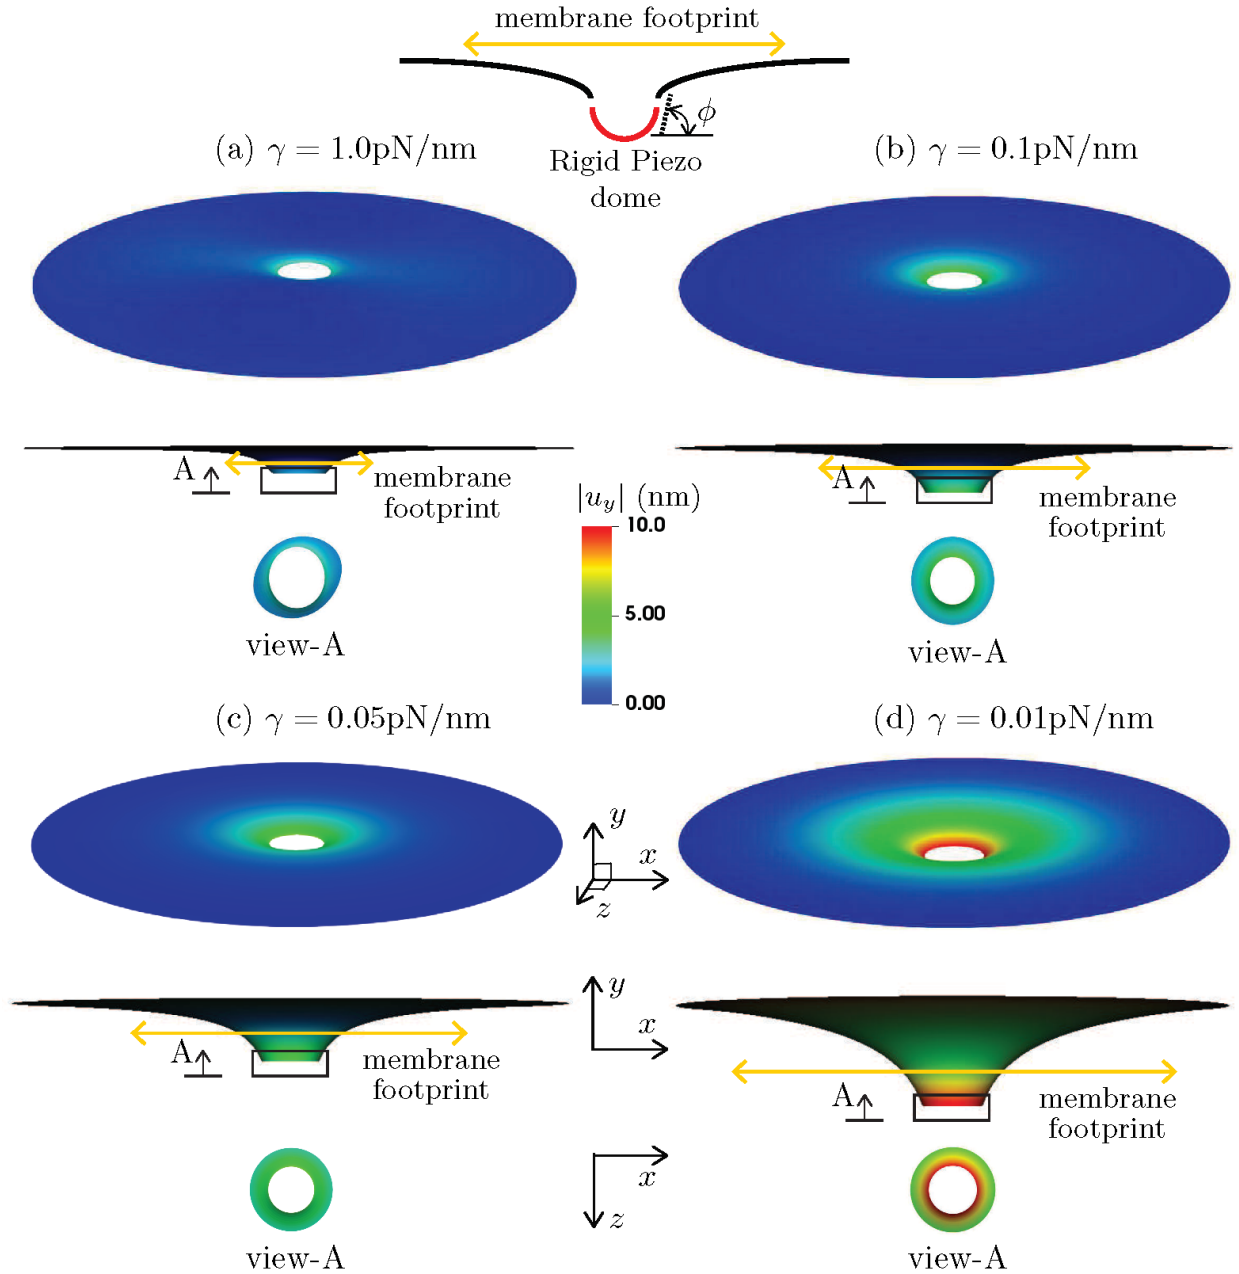 membrane footprint
ϕ
Rigid Piezo
dome
(a) γ = 1.0pN/nm
(b) γ = 0.1pN/nm
A
membrane
footprint
view-A
|u_y| (nm)
10.0
5.00
0.00
A
membrane
footprint
view-A
(c) γ = 0.05pN/nm
(d) γ = 0.01pN/nm
y
x
z
A
membrane
footprint
view-A
y
x
x
z
A
membrane
footprint
view-A